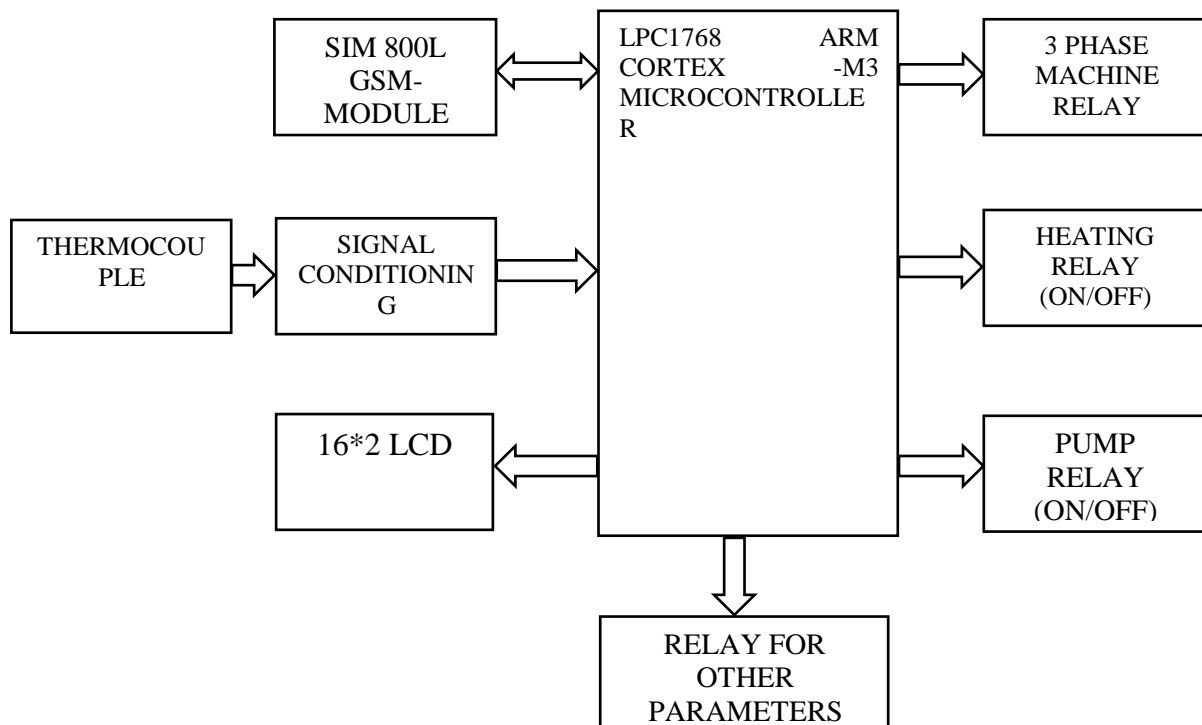 SIM 800L
GSM-
MODULE
LPC1768 ARM
CORTEX -M3
MICROCONTROLLE
R
3 PHASE
MACHINE
RELAY
THERMOCOU
PLE
SIGNAL
CONDITIONIN
G
HEATING
RELAY
(ON/OFF)
16*2 LCD
PUMP
RELAY
(ON/OFF)
RELAY FOR
OTHER
PARAMETERS